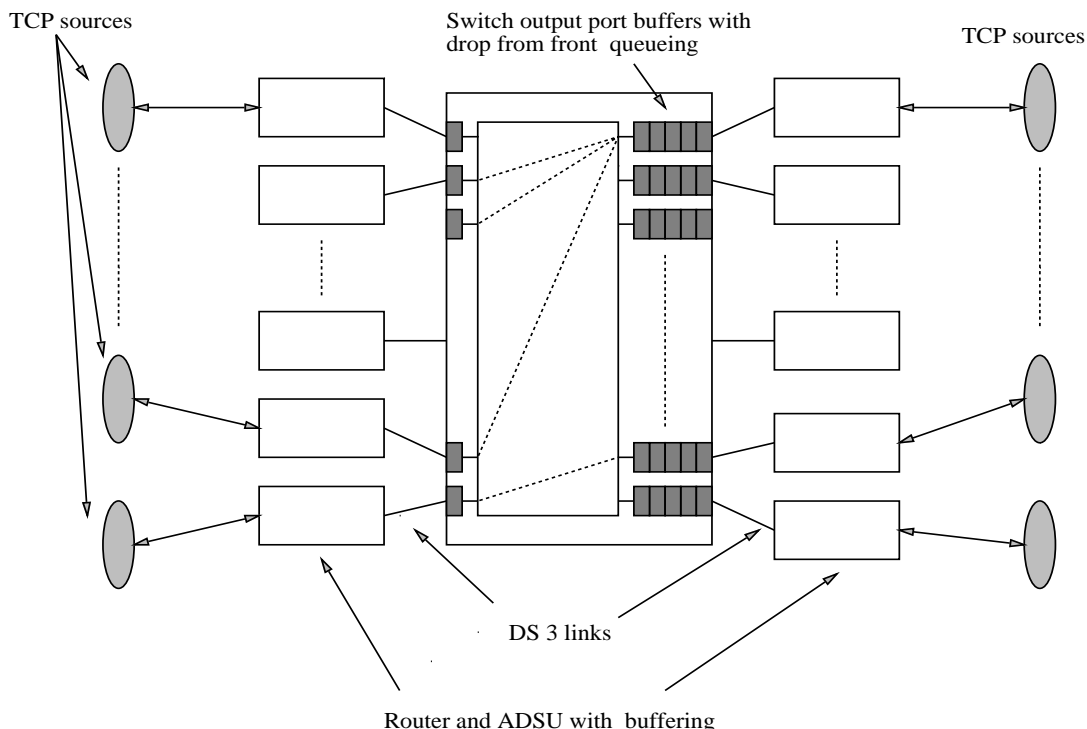 TCP sources
Switch output port buffers with
drop from front queueing
TCP sources
DS 3 links
Router and ADSU with buffering